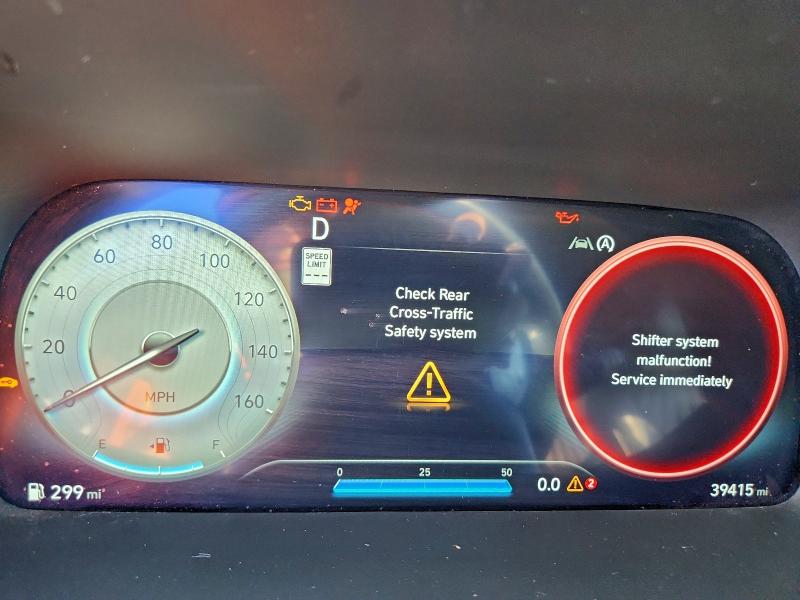 D
SPEED
LIMIT
---
0
20
40
60
80
100
120
140
160
MPH
E
F
299 mi
Check Rear
Cross-Traffic
Safety system
0
25
50
0.0
2
A
Shifter system
malfunction!
Service immediately
39415 mi